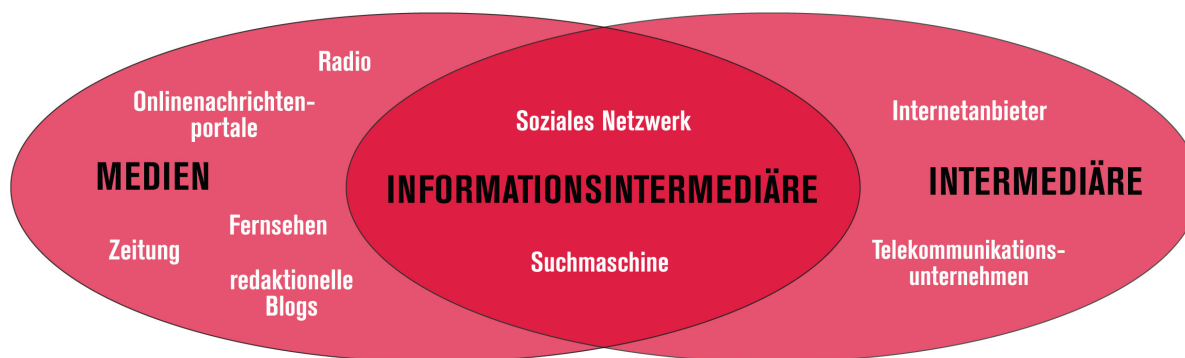 Radio
Onlinenachrichten-
portale
MEDIEN
Fernsehen
Zeitung
redaktionelle
Blogs
Soziales Netzwerk
INFORMATIONSINTERMEDIÄRE
Suchmaschine
Internetanbieter
INTERMEDIÄRE
Telekommunikations-
unternehmen